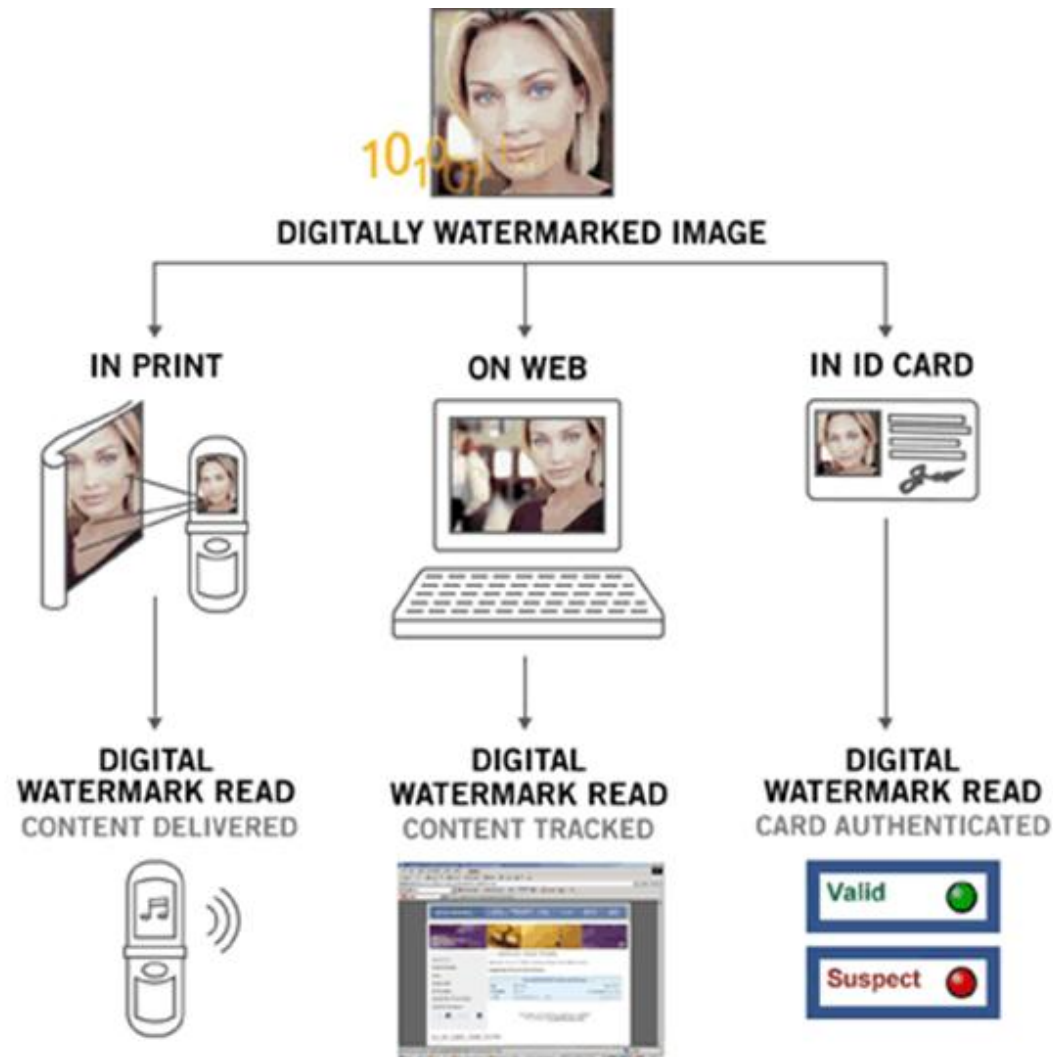 DIGITALLY WATERMARKED IMAGE
IN PRINT
ON WEB
IN ID CARD
DIGITAL
WATERMARK READ
CONTENT DELIVERED
DIGITAL
WATERMARK READ
CONTENT TRACKED
DIGITAL
WATERMARK READ
CARD AUTHENTICATED
Valid
Suspect